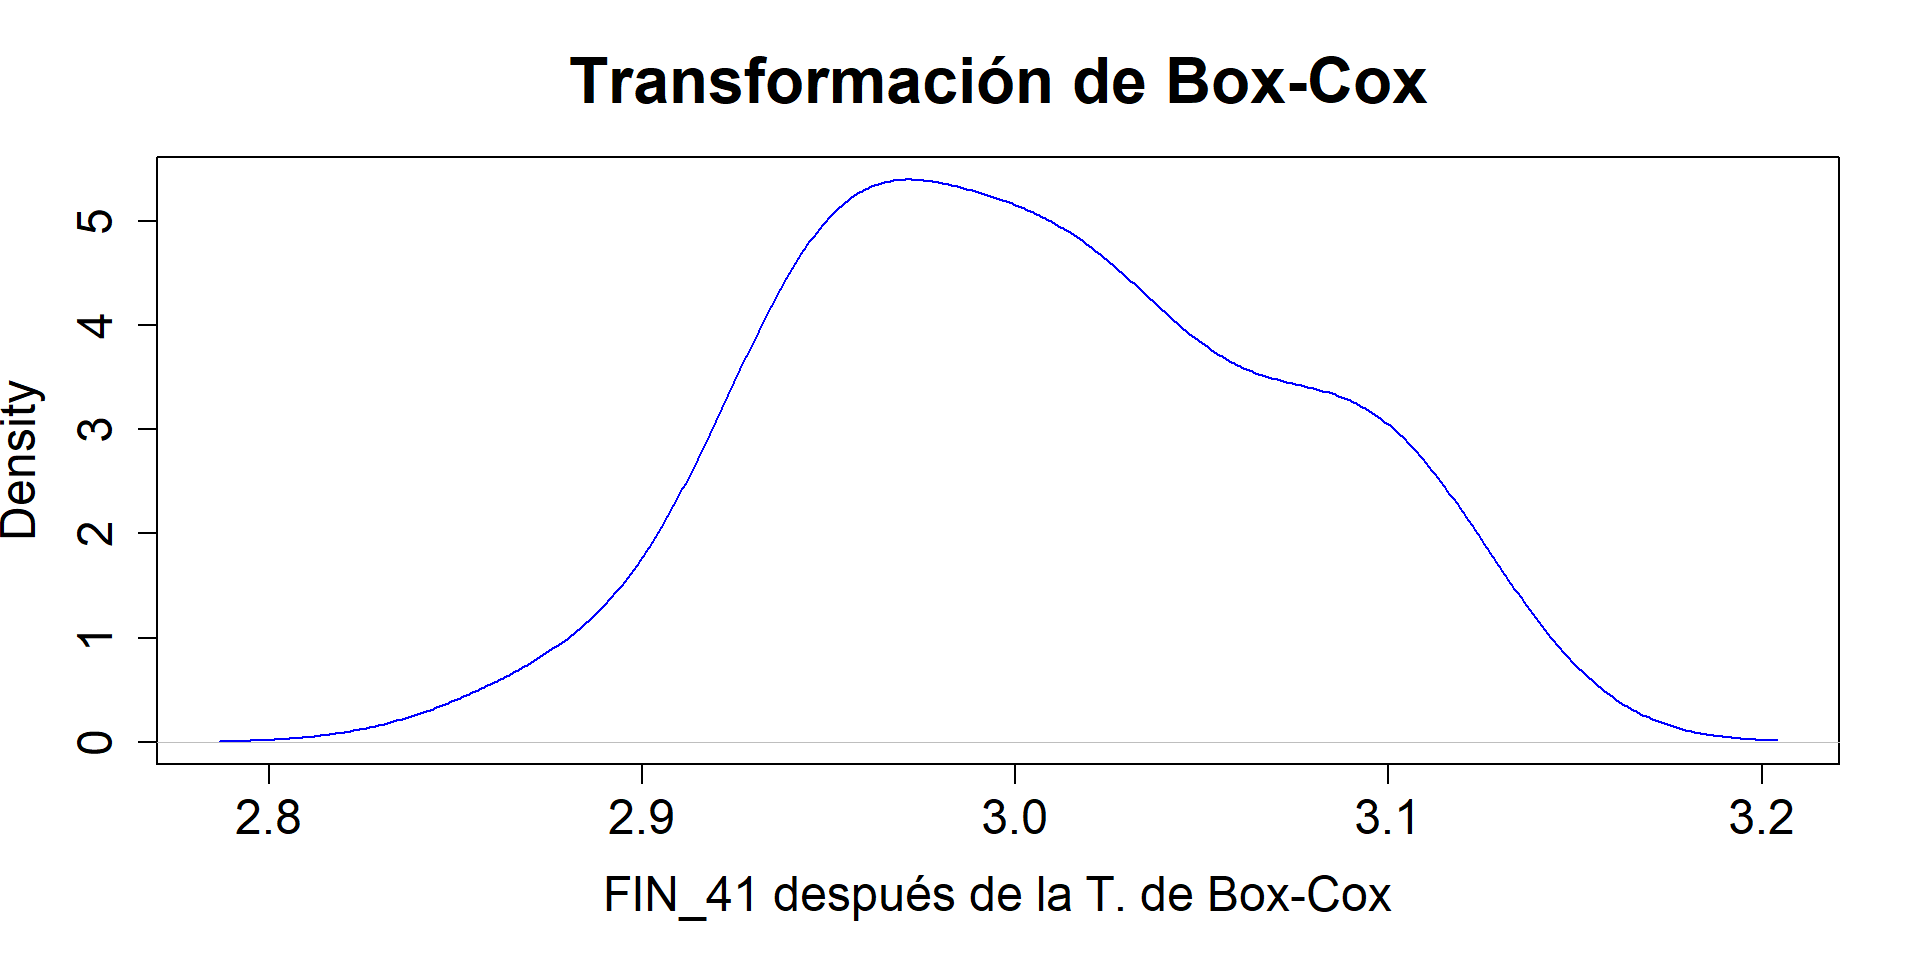 Transformación de Box-Cox
Density
5
4
3
2
1
0
2.8 2.9 3.0 3.1 3.2
FIN_41 después de la T. de Box-Cox